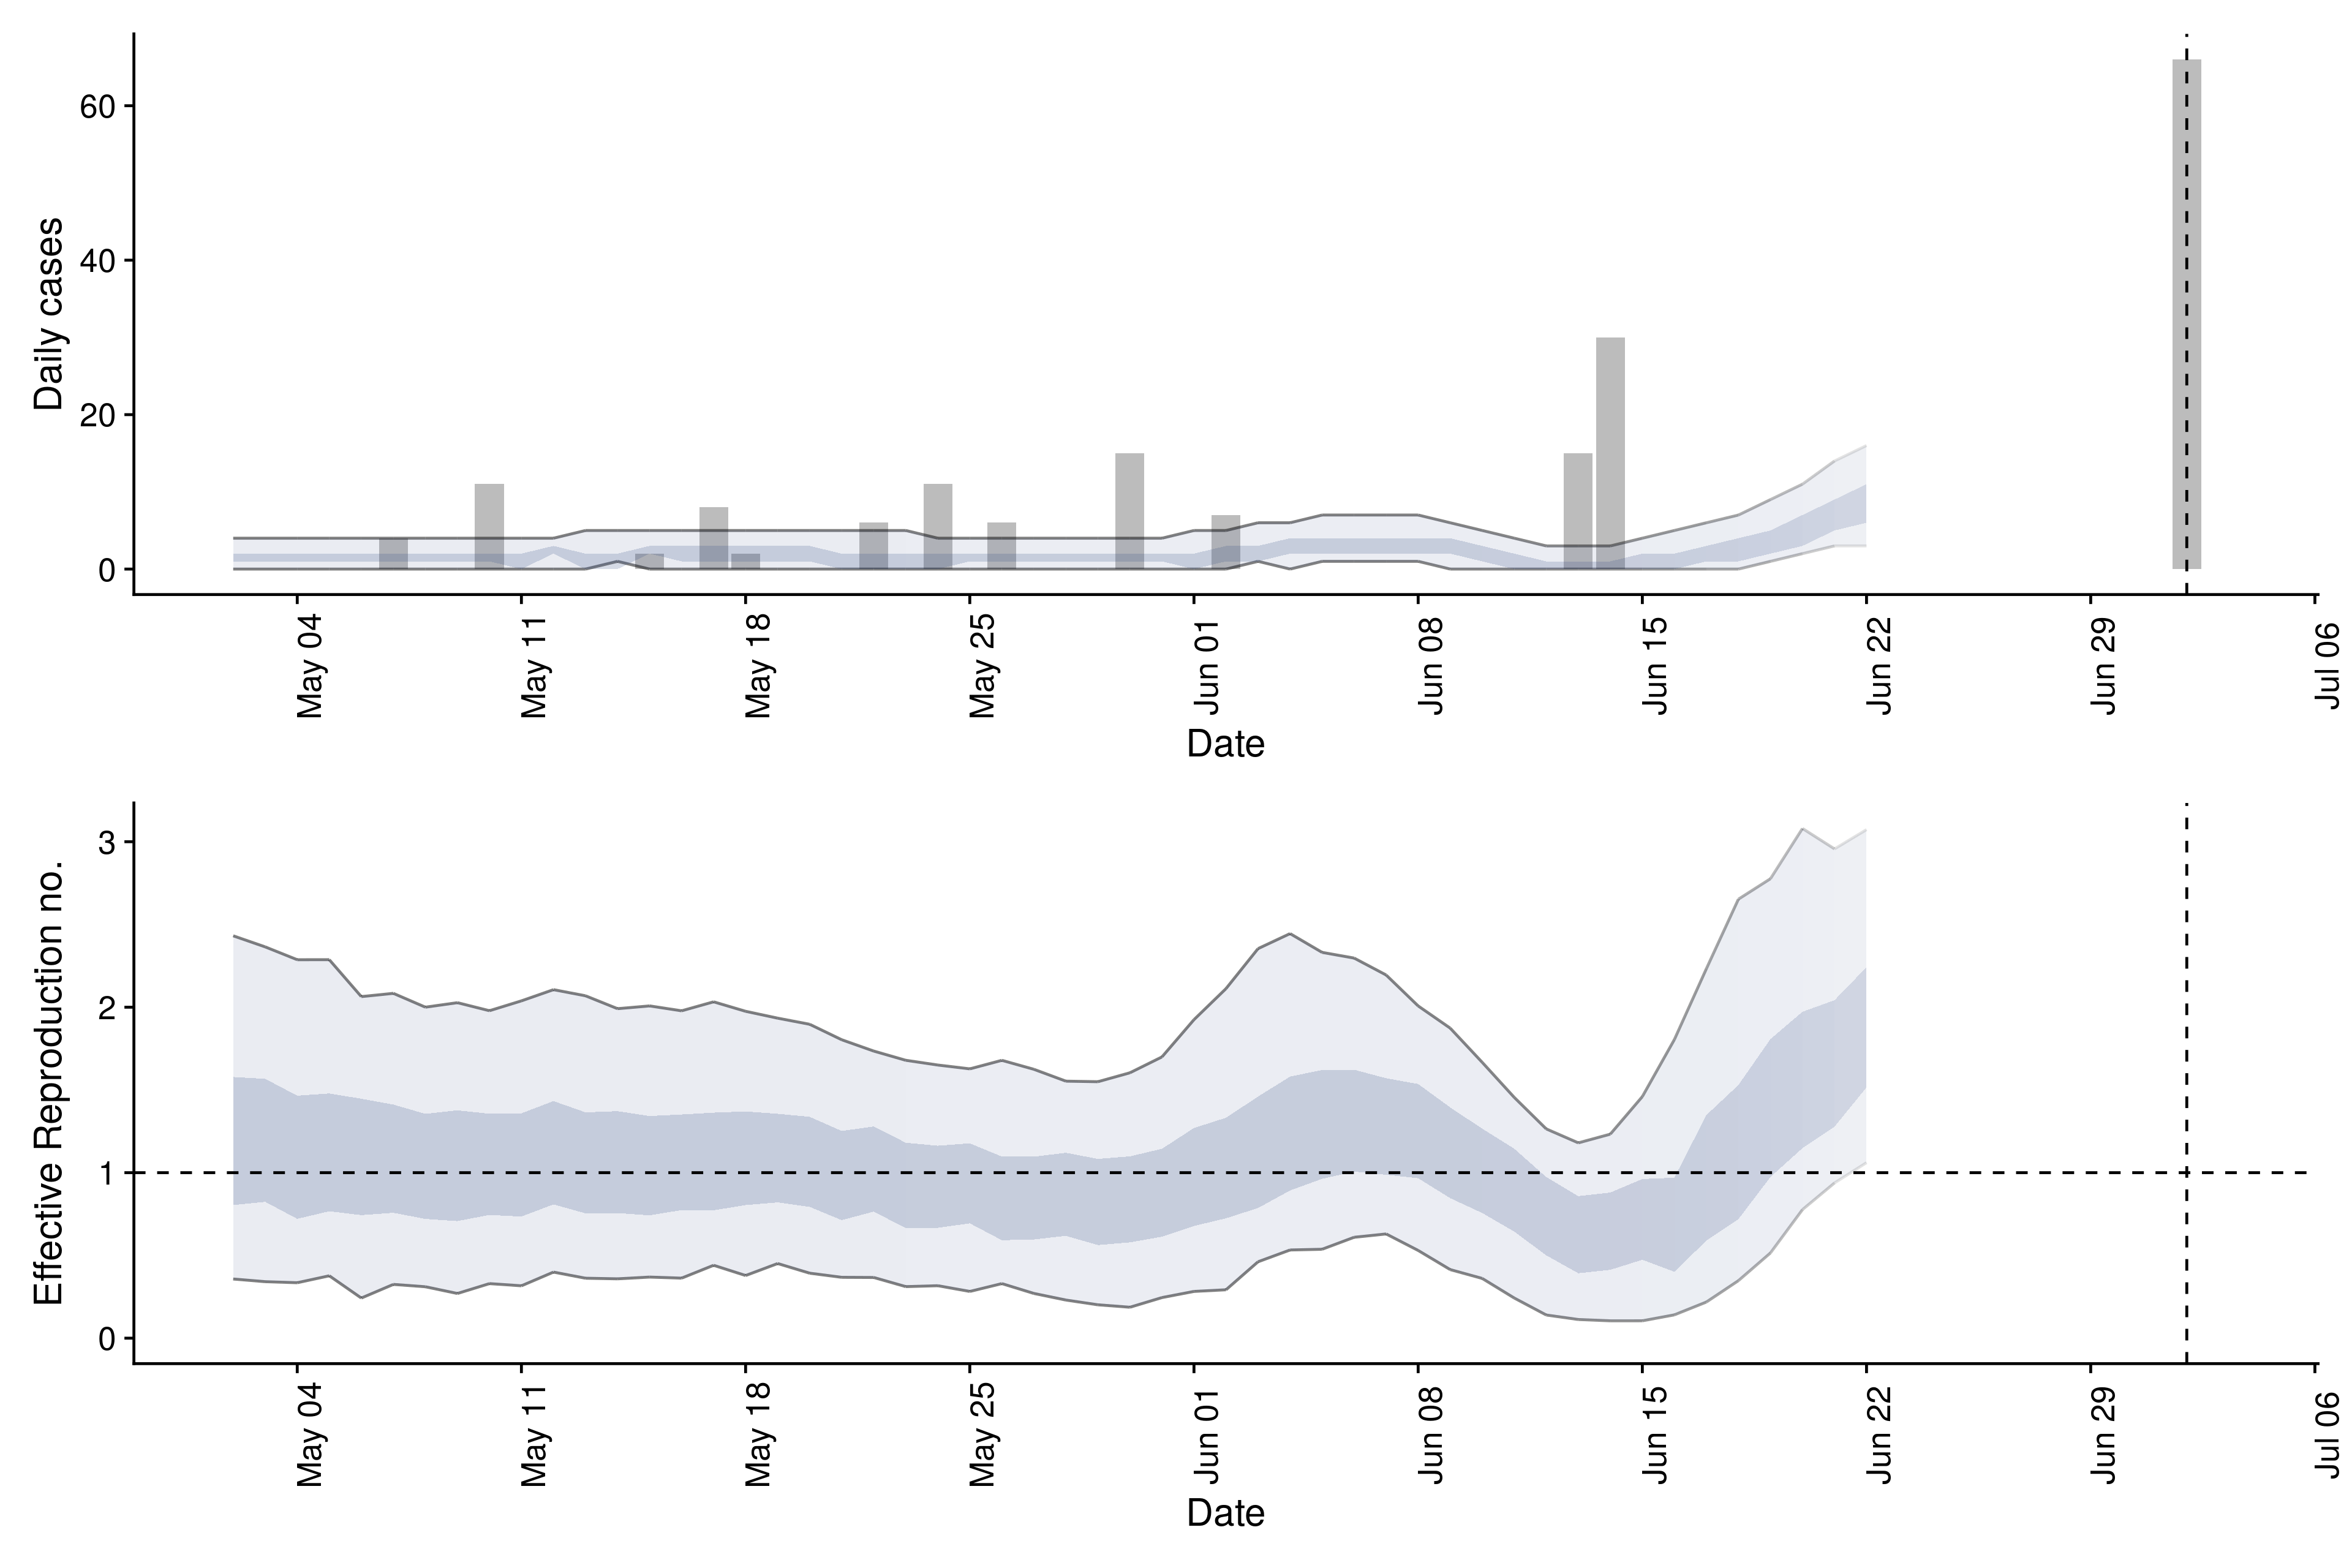 Daily cases
60
40
20
0
May 04
May 11
May 18
May 25
Jun 01
Jun 08
Jun 15
Jun 22
Jun 29
Jul 06
Date
Effective Reproduction no.
3
2
1
0
May 04
May 11
May 18
May 25
Jun 01
Jun 08
Jun 15
Jun 22
Jun 29
Jul 06
Date